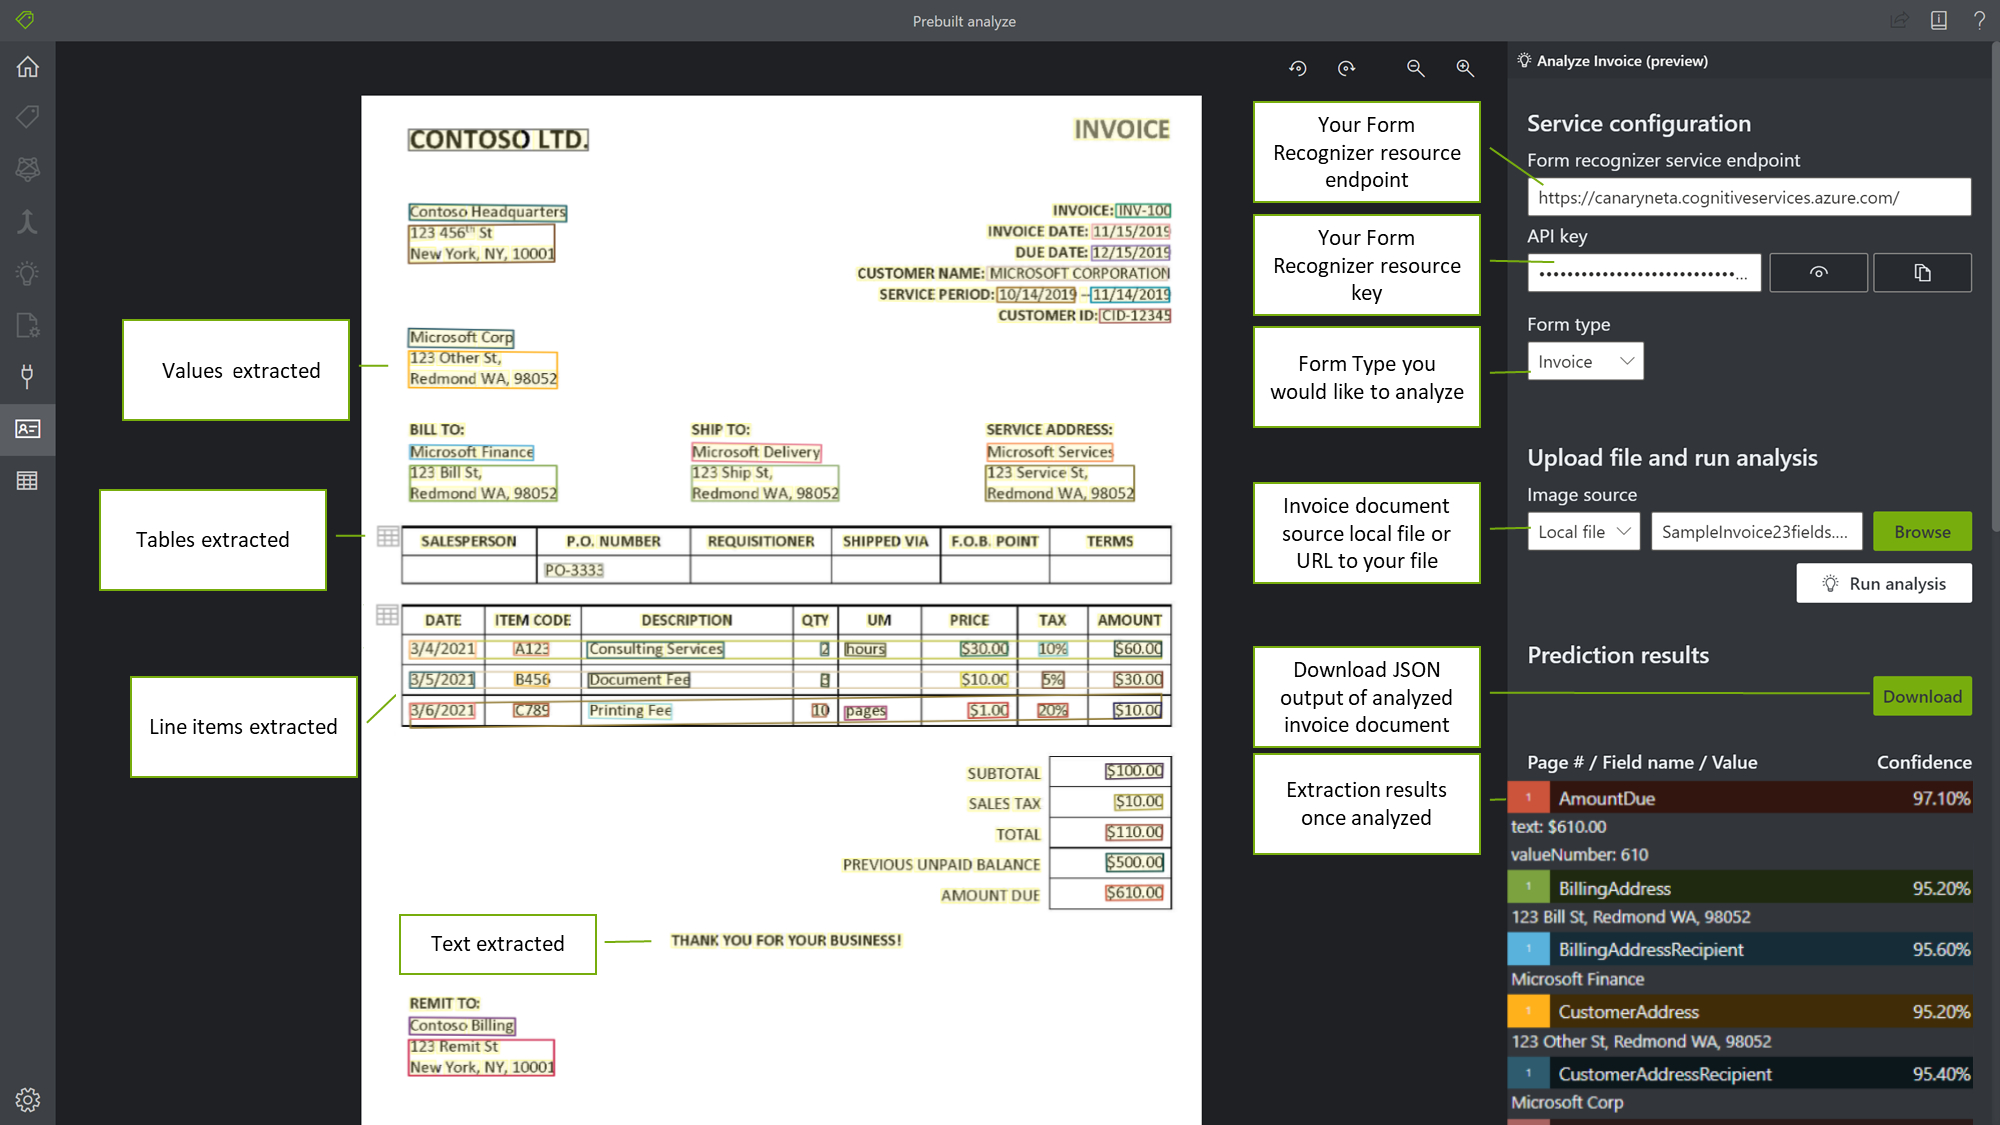 Prebuilt analyze
Analyze Invoice (preview)
CONTOSO LTD.
INVOICE
Contoso Headquarters
123 456th St
New York, NY, 10001
INVOICE: INV-100
INVOICE DATE: 11/15/2019
DUE DATE: 12/15/2019
CUSTOMER NAME: MICROSOFT CORPORATION
SERVICE PERIOD: 10/14/2019 – 11/14/2019
CUSTOMER ID: CID-12345
Microsoft Corp
123 Other St,
Redmond WA, 98052
Values extracted
BILL TO:
Microsoft Finance
123 Bill St,
Redmond WA, 98052
SHIP TO:
Microsoft Delivery
123 Ship St,
Redmond WA, 98052
SERVICE ADDRESS:
Microsoft Services
123 Service St,
Redmond WA, 98052
Tables extracted
SALESPERSON P.O. NUMBER REQUISITIONER SHIPPED VIA F.O.B. POINT TERMS
PO-3333
DATE ITEM CODE DESCRIPTION QTY UM PRICE TAX AMOUNT
3/4/2021 A123 Consulting Services 2 hours $30.00 10% $60.00
3/5/2021 B456 Document Fee 3 $10.00 5% $30.00
3/6/2021 C789 Printing Fee 10 pages $1.00 20% $10.00
Line items extracted
SUBTOTAL $100.00
SALES TAX $10.00
TOTAL $110.00
PREVIOUS UNPAID BALANCE $500.00
AMOUNT DUE $610.00
Text extracted
THANK YOU FOR YOUR BUSINESS!
REMIT TO:
Contoso Billing
123 Remit St
New York, NY, 10001
Your Form
Recognizer resource
endpoint
Your Form
Recognizer resource
key
Form Type you
would like to analyze
Invoice document
source local file or
URL to your file
Download JSON
output of analyzed
invoice document
Extraction results
once analyzed
Service configuration
Form recognizer service endpoint
https://canaryneta.cognitiveservices.azure.com/
API key
Form type
Invoice
Upload file and run analysis
Image source
Local file SampleInvoice23fields.... Browse
Run analysis
Prediction results
Download
Page # / Field name / Value Confidence
1 AmountDue 97.10%
text: $610.00
valueNumber: 610
1 BillingAddress 95.20%
123 Bill St, Redmond WA, 98052
1 BillingAddressRecipient 95.60%
Microsoft Finance
1 CustomerAddress 95.20%
123 Other St, Redmond WA, 98052
1 CustomerAddressRecipient 95.40%
Microsoft Corp